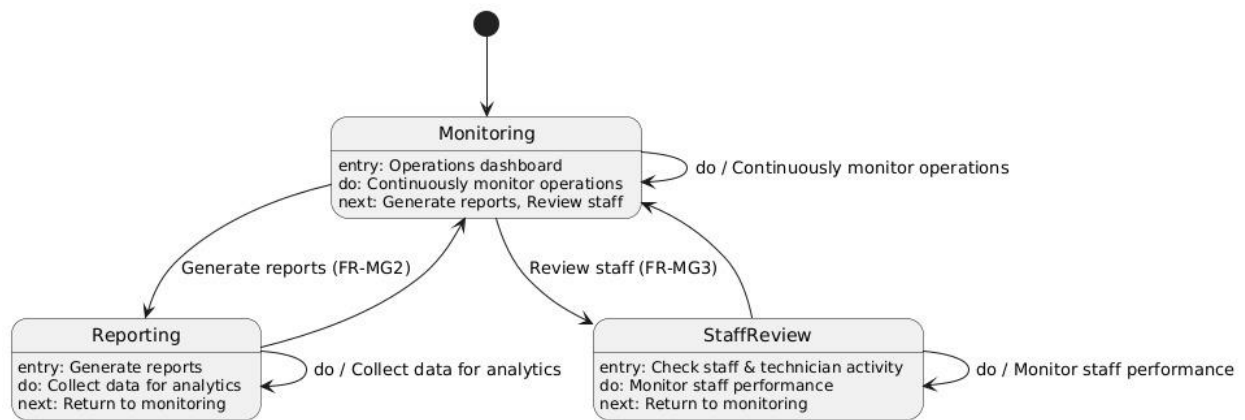 Monitoring
entry: Operations dashboard
do: Continuously monitor operations
next: Generate reports, Review staff
do / Continuously monitor operations
Generate reports (FR-MG2)
Review staff (FR-MG3)
Reporting
entry: Generate reports
do: Collect data for analytics
next: Return to monitoring
do / Collect data for analytics
StaffReview
entry: Check staff & technician activity
do: Monitor staff performance
next: Return to monitoring
do / Monitor staff performance